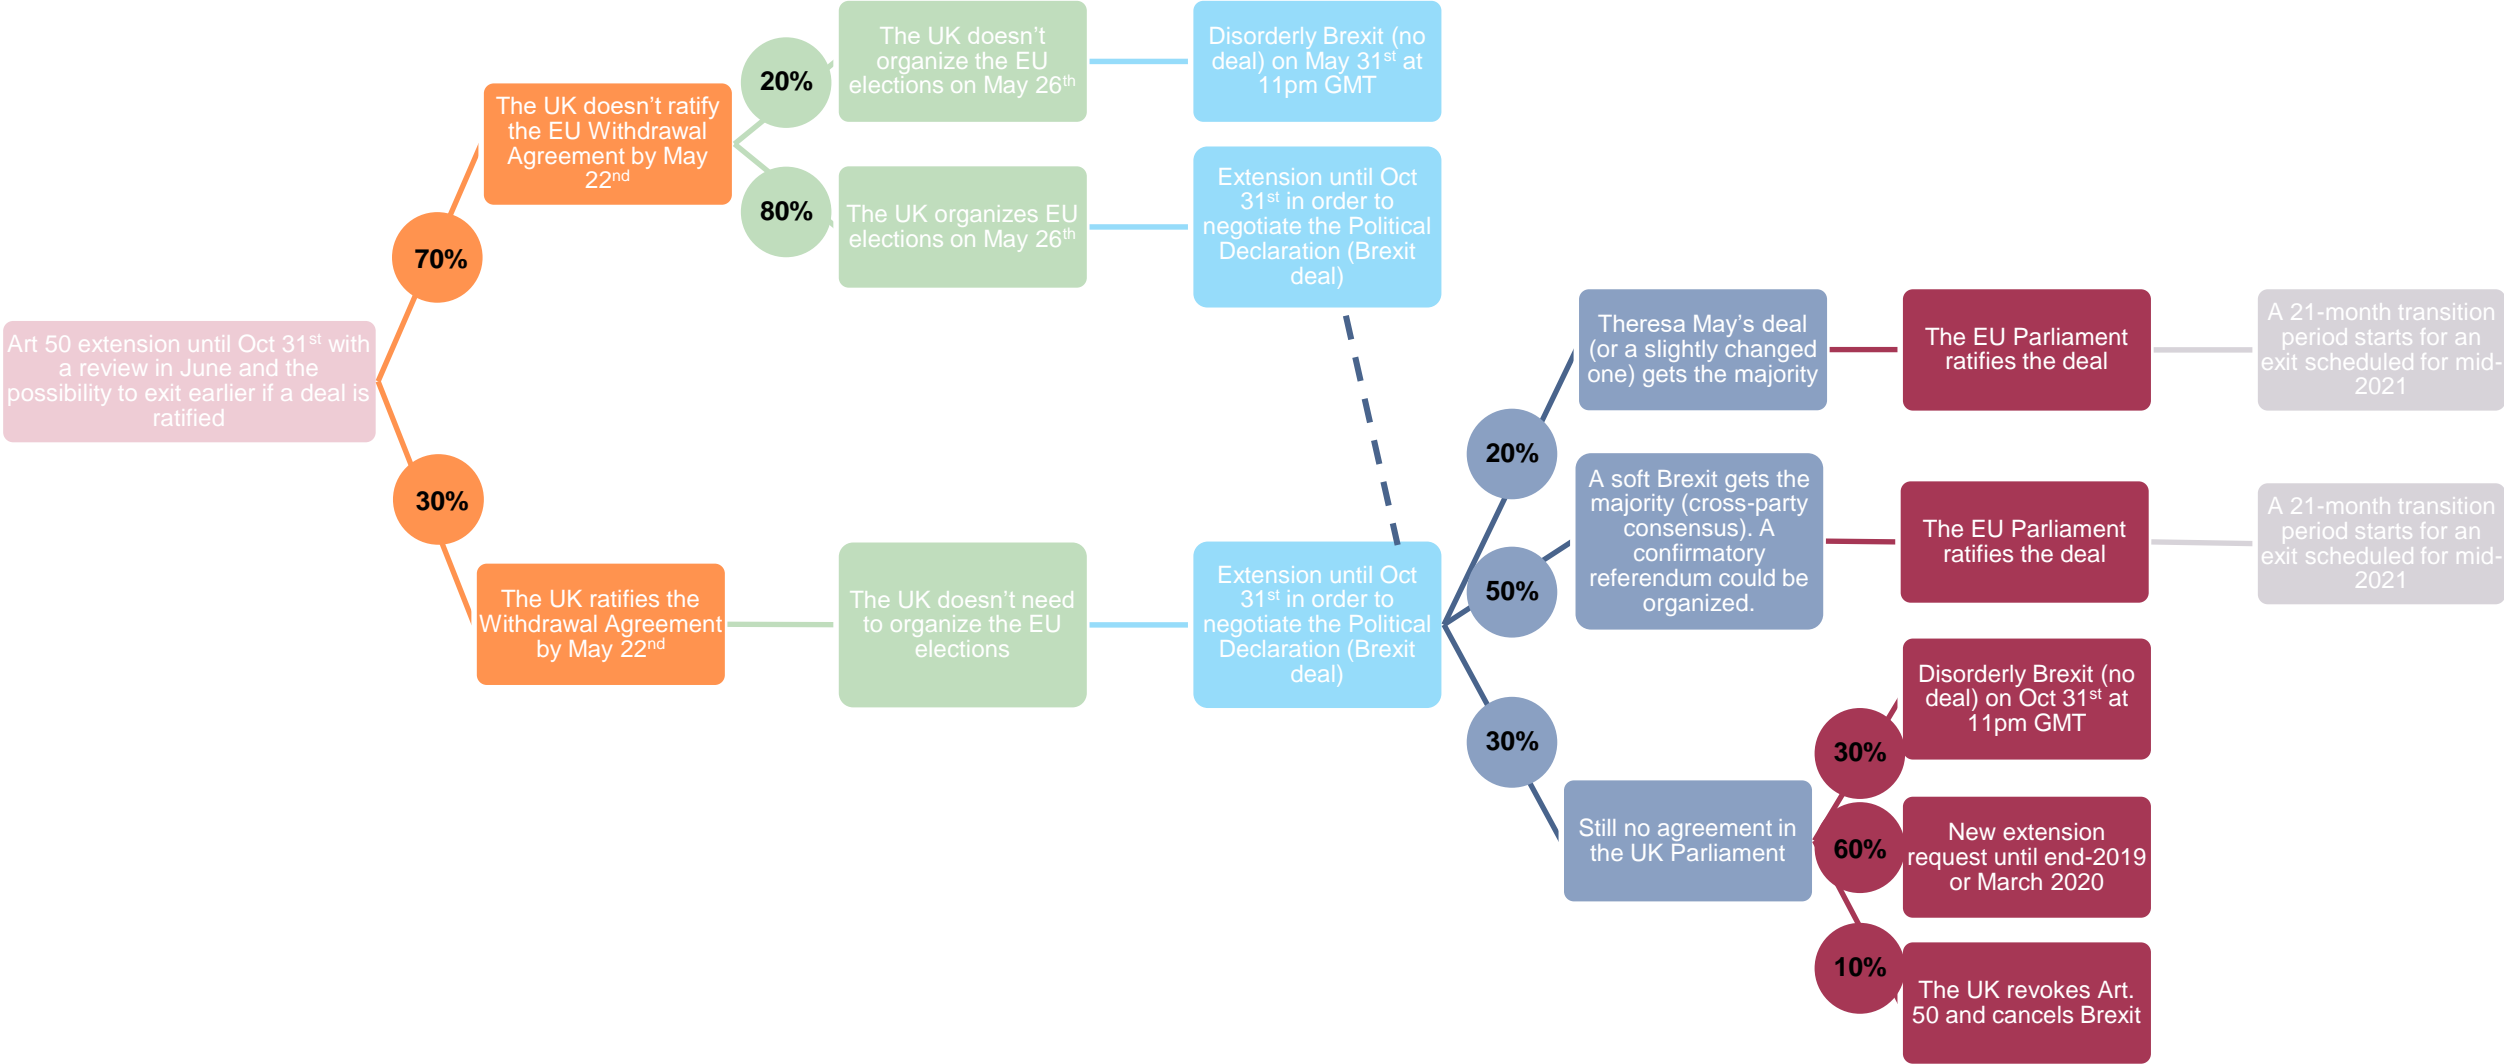 Art 50 extension until Oct 31st with
a review in June and the
possibility to exit earlier if a deal is
ratified
70%
30%
The UK doesn’t ratify
the EU Withdrawal
Agreement by May
22nd
The UK ratifies the
Withdrawal Agreement
by May 22nd
20%
80%
The UK doesn’t
organize the EU
elections on May 26th
The UK organizes EU
elections on May 26th
The UK doesn’t need
to organize the EU
elections
Disorderly Brexit (no
deal) on May 31st at
11pm GMT
Extension until Oct
31st in order to
negotiate the Political
Declaration (Brexit
deal)
Extension until Oct
31st in order to
negotiate the Political
Declaration (Brexit
deal)
20%
50%
30%
Theresa May’s deal
(or a slightly changed
one) gets the majority
A soft Brexit gets the
majority (cross-party
consensus). A
confirmatory
referendum could be
organized.
Still no agreement in
the UK Parliament
30%
60%
10%
The EU Parliament
ratifies the deal
The EU Parliament
ratifies the deal
Disorderly Brexit (no
deal) on Oct 31st at
11pm GMT
New extension
request until end-2019
or March 2020
The UK revokes Art.
50 and cancels Brexit
A 21-month transition
period starts for an
exit scheduled for mid-
2021
A 21-month transition
period starts for an
exit scheduled for mid-
2021